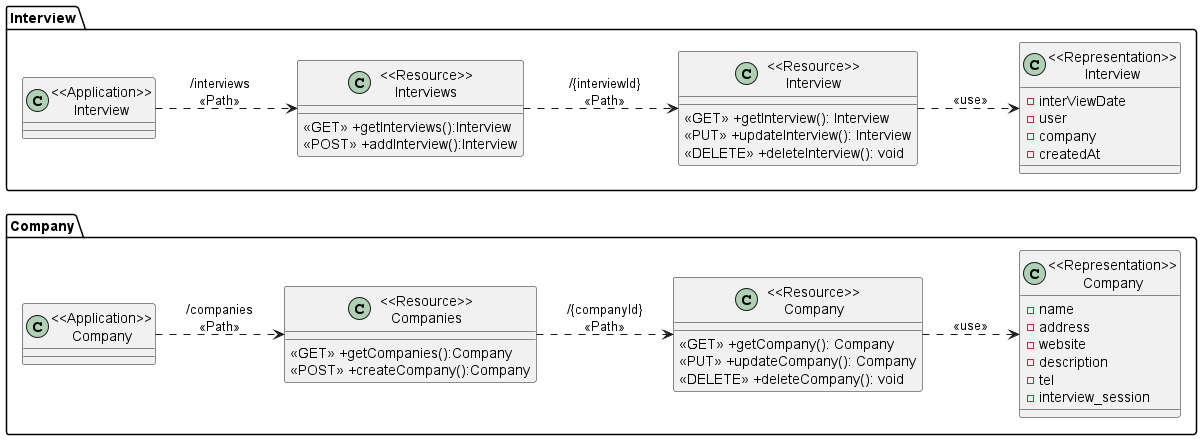 Interview
C
<<Application>>
Interview
/interviews
«Path»
C
<<Resource>>
Interviews
«GET» +getInterviews():Interview
«POST» +addInterview():Interview
/{interviewId}
«Path»
C
<<Resource>>
Interview
«GET» +getInterview(): Interview
«PUT» +updateInterview(): Interview
«DELETE» +deleteInterview(): void
«use»
C
<<Representation>>
Interview
interViewDate
user
company
createdAt
Company
C
<<Application>>
Company
/companies
«Path»
C
<<Resource>>
Companies
«GET» +getCompanies():Company
«POST» +createCompany():Company
/{companyId}
«Path»
C
<<Resource>>
Company
«GET» +getCompany(): Company
«PUT» +updateCompany(): Company
«DELETE» +deleteCompany(): void
«use»
C
<<Representation>>
Company
name
address
website
description
tel
interview_session